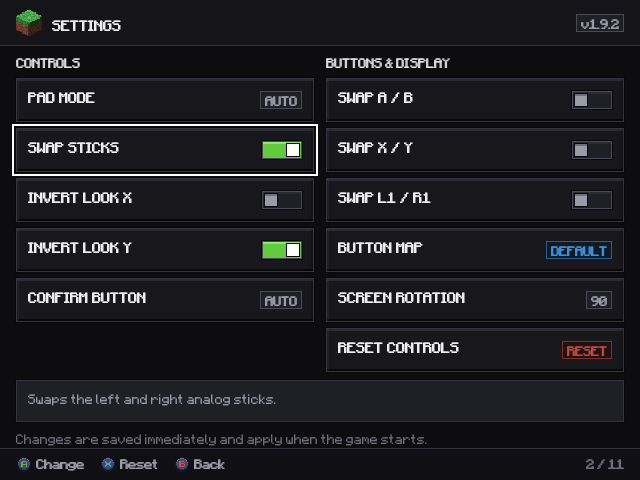 SETTINGS
v1.9.2
CONTROLS
PAD MODE
AUTO
SWAP STICKS
INVERT LOOK X
INVERT LOOK Y
CONFIRM BUTTON
AUTO
BUTTONS & DISPLAY
SWAP A / B
SWAP X / Y
SWAP L1 / R1
BUTTON MAP
DEFAULT
SCREEN ROTATION
90
RESET CONTROLS
RESET
Swaps the left and right analog sticks.
Changes are saved immediately and apply when the game starts.
A Change X Reset B Back
2 / 11